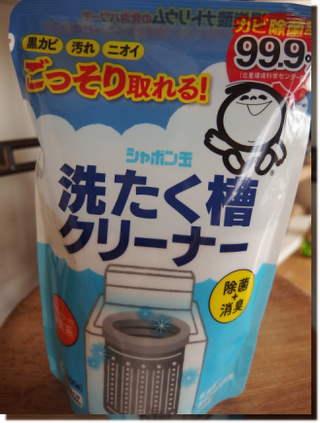 カビ除菌
99.9%
黒カビ 汚れ ニオイ
ごっそり取れる!
シャボン玉
洗たく槽
クリーナー
除菌
+
消臭